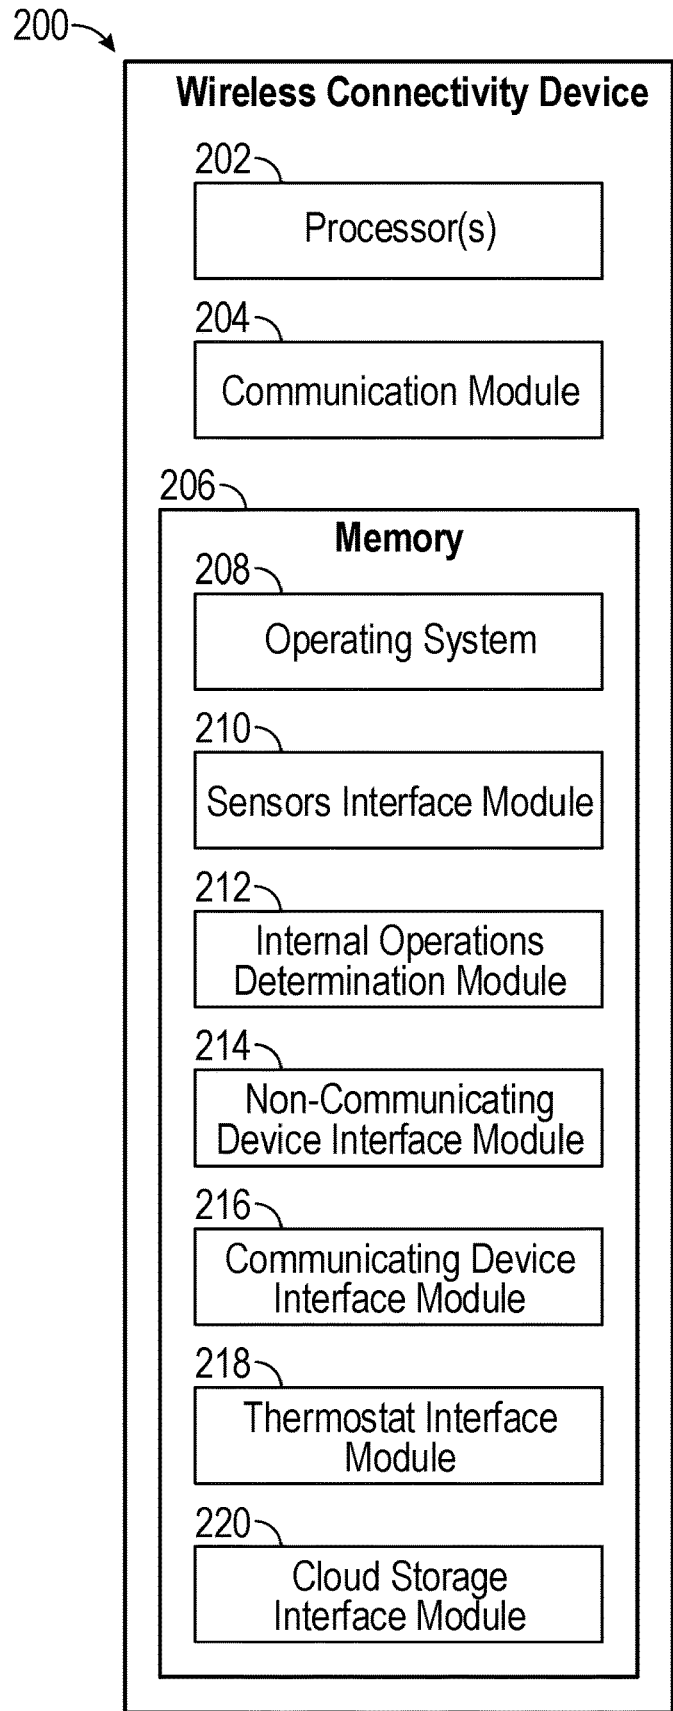 200
Wireless Connectivity Device
202
Processor(s)
204
Communication Module
206
Memory
208
Operating System
210
Sensors Interface Module
212
Internal Operations
Determination Module
214
Non-Communicating
Device Interface Module
216
Communicating Device
Interface Module
218
Thermostat Interface
Module
220
Cloud Storage
Interface Module